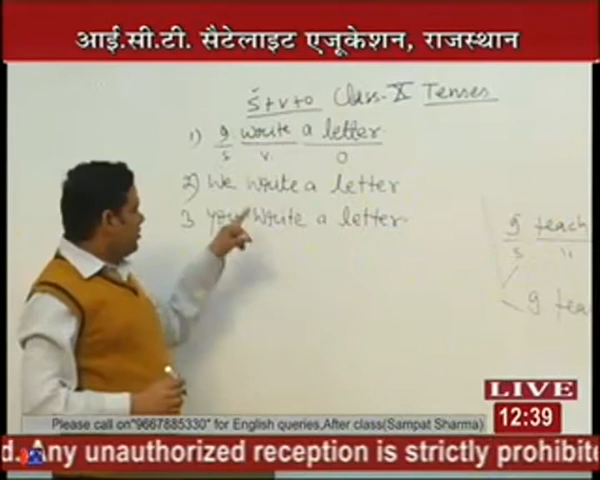 आई.सी.टी. सैटेलाइट एजूकेशन, राजस्थान
S+V+O Class-X Tenses
1) I write a letter
S V O
2) We write a letter
3 You write a letter
I teach
S V
I tea
LIVE
12:39
Please call on"9667885330" for English queries,After class(Sampat Sharma)
d. Any unauthorized reception is strictly prohibite